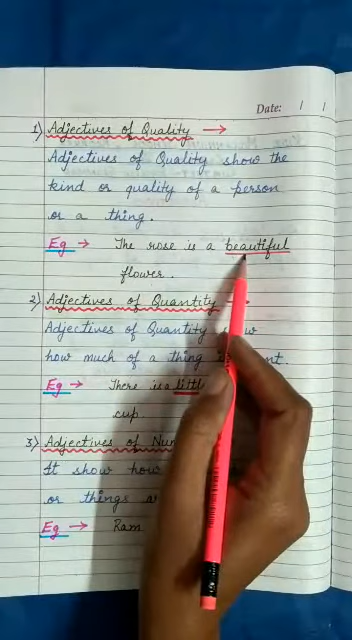 Date: / /
1) Adjectives of Quality →
Adjectives of Quality show the
kind or quality of a person
or a thing.
Eg → The rose is a beautiful
flower.
2) Adjectives of Quantity →
Adjectives of Quantity
how much of a thing
Eg → There is a
cup.
3) Adjectives of
It show how
or things
Eg → Ram